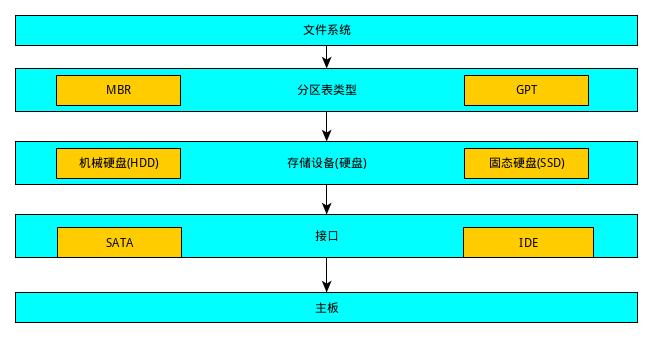 文件系统
MBR 分区表类型 GPT
机械硬盘(HDD) 存储设备(硬盘) 固态硬盘(SSD)
接口
SATA IDE
主板